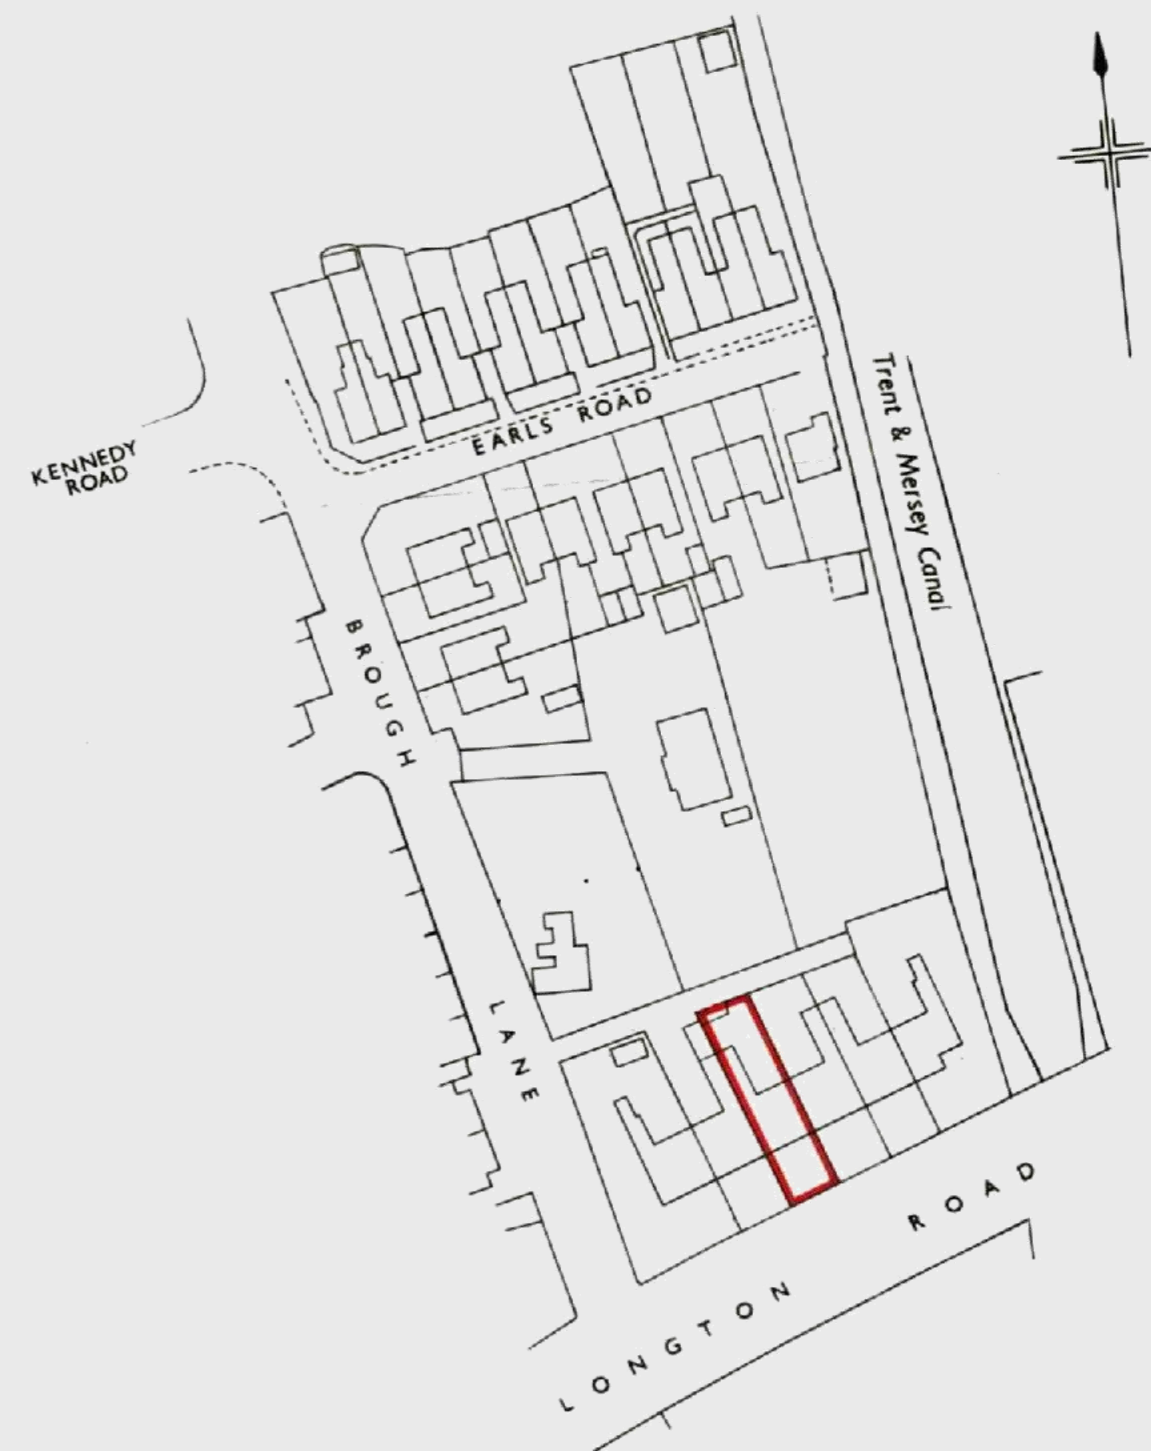 KENNEDY
ROAD
EARLS ROAD
Trent & Mersey Canal
BROUGH
LANE
LONGTON ROAD